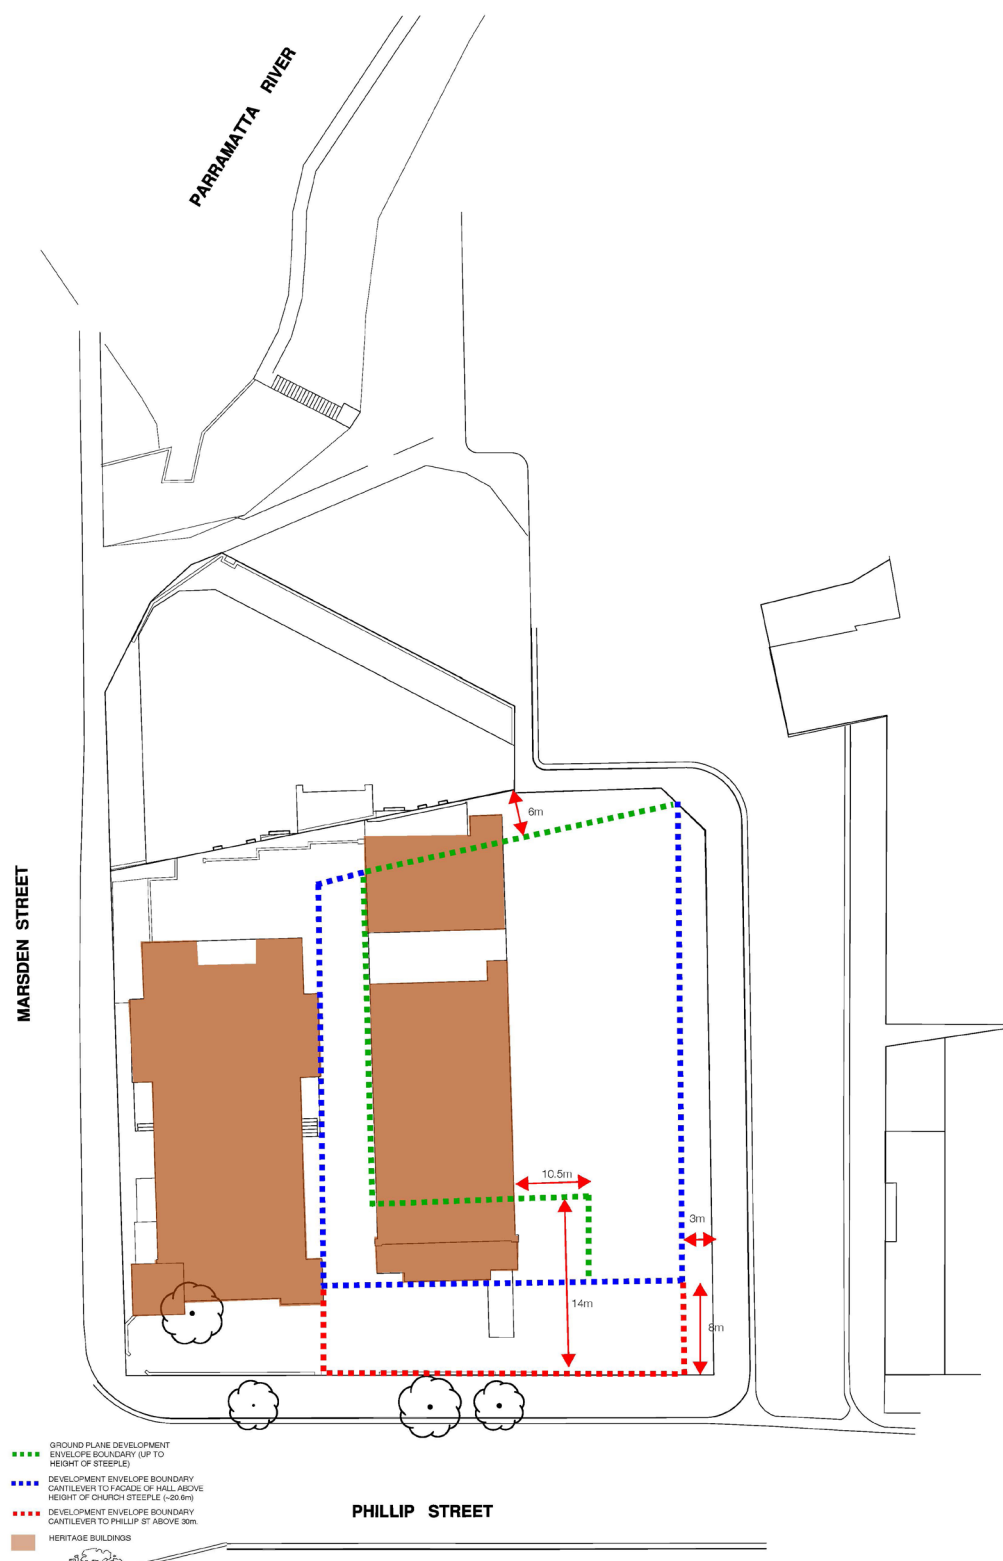 PARRAMATTA RIVER
6m
MARSDEN STREET
10.5m
3m
14m
8m
GROUND PLANE DEVELOPMENT
ENVELOPE BOUNDARY (UP TO
HEIGHT OF STEEPLE)
DEVELOPMENT ENVELOPE BOUNDARY
CANTILEVER TO FACADE OF HALL ABOVE
HEIGHT OF CHURCH STEEPLE (~20.6m)
DEVELOPMENT ENVELOPE BOUNDARY
CANTILEVER TO PHILLIP ST ABOVE 30m.
HERITAGE BUILDINGS
PHILLIP STREET